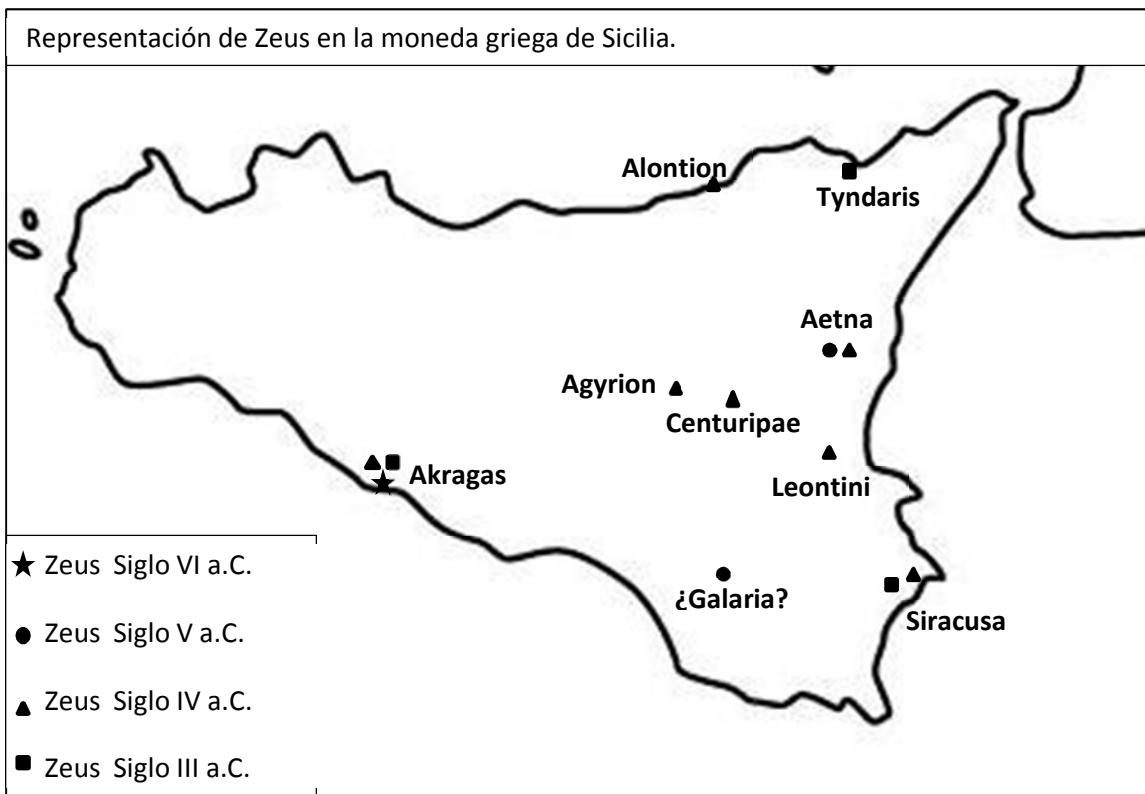 Representación de Zeus en la moneda griega de Sicilia.
Alontion
Tyndaris
Aetna
Agyrion
Centuripae
Akragas
Leontini
¿Galaria?
Siracusa
Zeus Siglo VI a.C.
Zeus Siglo V a.C.
Zeus Siglo IV a.C.
Zeus Siglo III a.C.